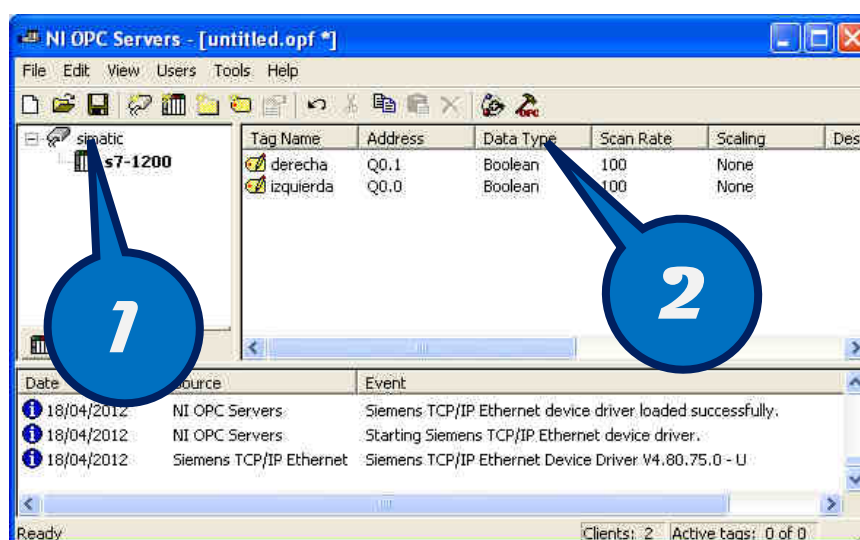 NI OPC Servers - [untitled.opf *]
File Edit View Users Tools Help
simatic
s7-1200
Tag Name Address Data Type Scan Rate Scaling Des
derecha Q0.1 Boolean 100 None
izquierda Q0.0 Boolean 100 None
1
2
Date Source Event
18/04/2012 NI OPC Servers Siemens TCP/IP Ethernet device driver loaded successfully.
18/04/2012 NI OPC Servers Starting Siemens TCP/IP Ethernet device driver.
18/04/2012 Siemens TCP/IP Ethernet Siemens TCP/IP Ethernet Device Driver V4.80.75.0 - U
Ready Clients: 2 Active tags: 0 of 0